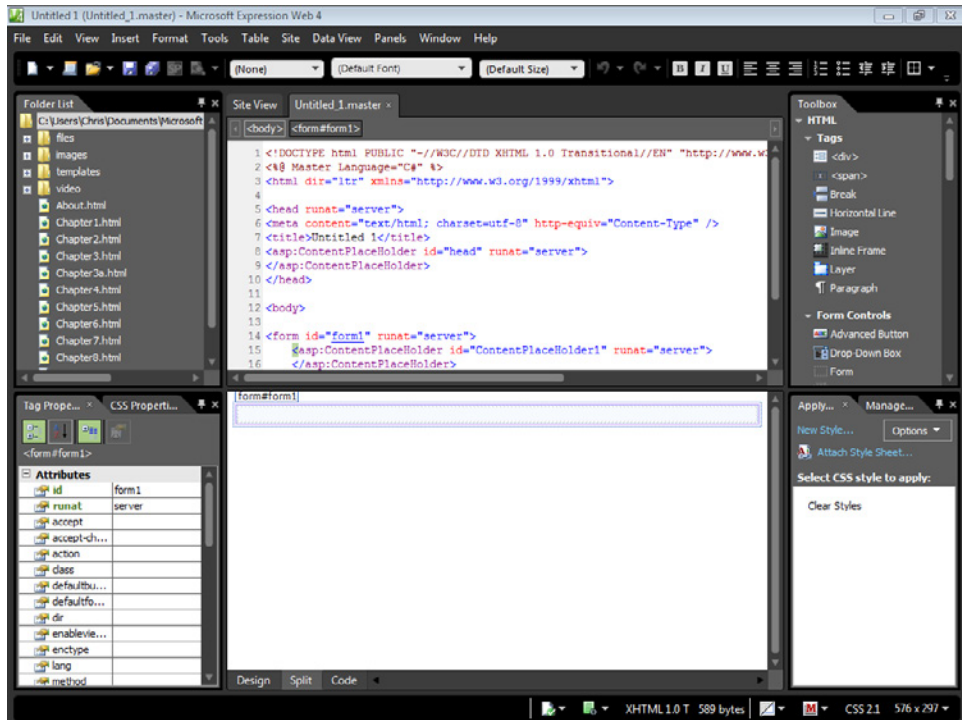 Untitled 1 (Untitled_1.master) - Microsoft Expression Web 4
File Edit View Insert Format Tools Table Site Data View Panels Window Help
(None) (Default Font) (Default Size) B I U
Folder List
C:\Users\Chris\Documents\Microsoft
files
images
templates
video
About.html
Chapter1.html
Chapter2.html
Chapter3.html
Chapter3a.html
Chapter4.html
Chapter5.html
Chapter6.html
Chapter7.html
Chapter8.html
Site View Untitled_1.master ×
<body> <form#form1>
1 <!DOCTYPE html PUBLIC "-//W3C//DTD XHTML 1.0 Transitional//EN" "http://www.w
2 <%@ Master Language="C#" %>
3 <html dir="ltr" xmlns="http://www.w3.org/1999/xhtml">
4
5 <head runat="server">
6 <meta content="text/html; charset=utf-8" http-equiv="Content-Type" />
7 <title>Untitled 1</title>
8 <asp:ContentPlaceHolder id="head" runat="server">
9 </asp:ContentPlaceHolder>
10 </head>
11
12 <body>
13
14 <form id="form1" runat="server">
15 <asp:ContentPlaceHolder id="ContentPlaceHolder1" runat="server">
16 </asp:ContentPlaceHolder>
Toolbox
HTML
Tags
<div>
<span>
Break
Horizontal Line
Image
Inline Frame
Layer
Paragraph
Form Controls
Advanced Button
Drop-Down Box
Form
Tag Prope... × CSS Properti...
<form#form1>
Attributes
id form1
runat server
accept
accept-ch...
action
class
defaultbu...
defaultfo...
dir
enablevie...
enctype
lang
method
form#form1
Design Split Code
Apply... × Manage...
New Style... Options
Attach Style Sheet...
Select CSS style to apply:
Clear Styles
XHTML 1.0 T 589 bytes M CSS 2.1 576 x 297